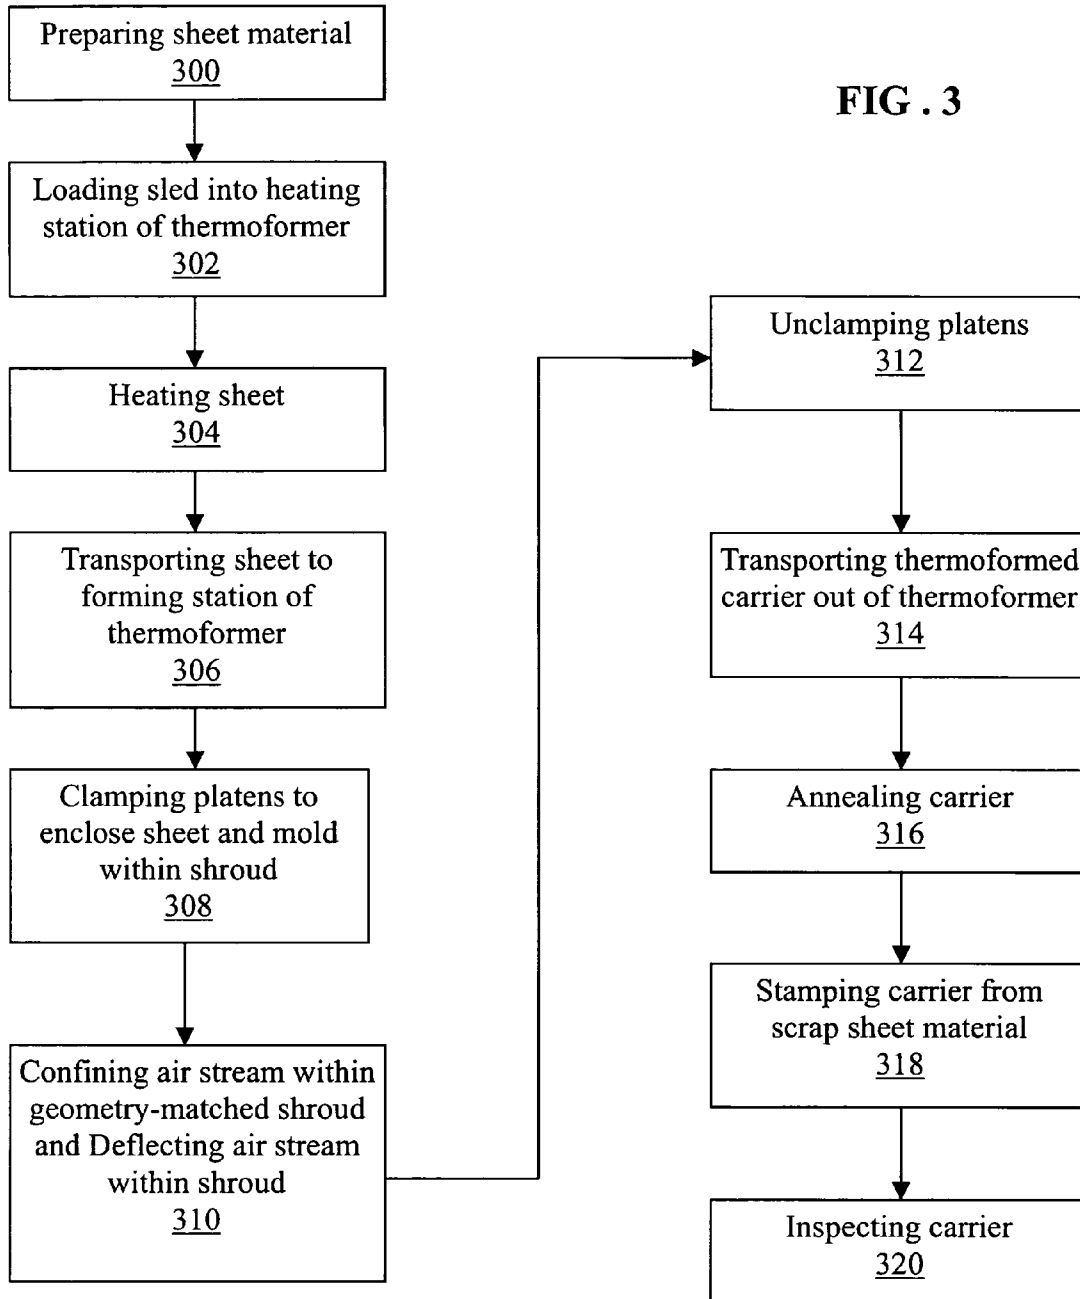 FIG . 3
Preparing sheet material
300
Loading sled into heating
station of thermoformer
302
Heating sheet
304
Transporting sheet to
forming station of
thermoformer
306
Clamping platens to
enclose sheet and mold
within shroud
308
Confining air stream within
geometry-matched shroud
and Deflecting air stream
within shroud
310
Unclamping platens
312
Transporting thermoformed
carrier out of thermoformer
314
Annealing carrier
316
Stamping carrier from
scrap sheet material
318
Inspecting carrier
320